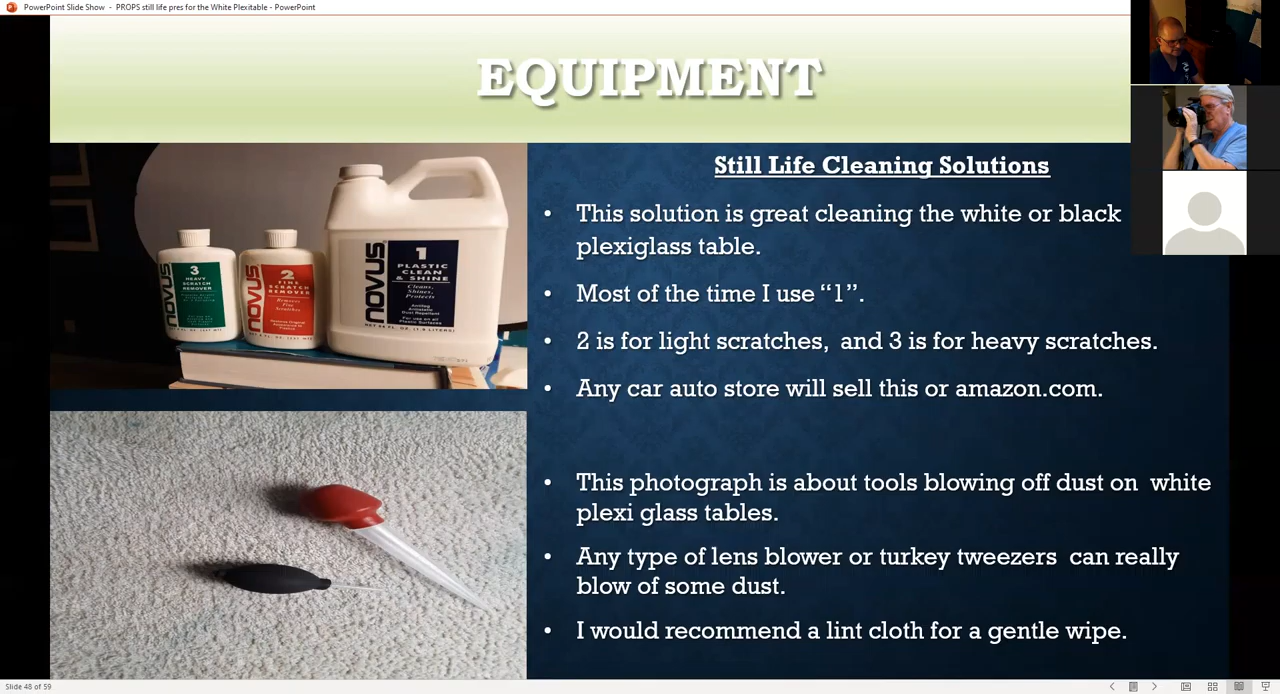 PowerPoint Slide Show - PROPS still life pres for the White Plexitable - PowerPoint
EQUIPMENT
Still Life Cleaning Solutions
• This solution is great cleaning the white or black
plexiglass table.
• Most of the time I use “1”.
• 2 is for light scratches, and 3 is for heavy scratches.
• Any car auto store will sell this or amazon.com.
NOVUS
3
HEAVY
SCRATCH
REMOVER
NOVUS
2
FINE
SCRATCH
REMOVER
Removes Fine
Scratches
NOVUS
1
PLASTIC
CLEAN
& SHINE
Cleans,
Shines,
Protects
• This photograph is about tools blowing off dust on white
plexi glass tables.
• Any type of lens blower or turkey tweezers can really
blow of some dust.
• I would recommend a lint cloth for a gentle wipe.
Slide 48 of 59